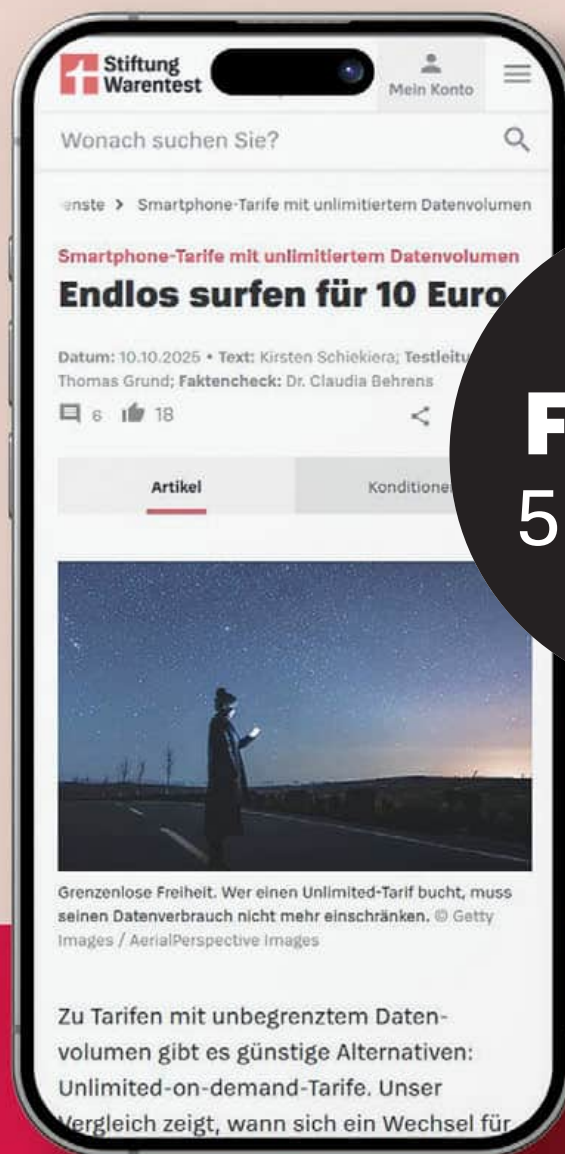 Stiftung
Warentest
Mein Konto
Wonach suchen Sie?
enste > Smartphone-Tarife mit unlimitiertem Datenvolumen
Smartphone-Tarife mit unlimitiertem Datenvolumen
Endlos surfen für 10 Euro
Datum: 10.10.2025 • Text: Kirsten Schiekiera; Testleitu
Thomas Grund; Faktencheck: Dr. Claudia Behrens
6 18
F
5
Artikel Konditione
Grenzenlose Freiheit. Wer einen Unlimited-Tarif bucht, muss
seinen Datenverbrauch nicht mehr einschränken. © Getty
Images / AerialPerspective Images
Zu Tarifen mit unbegrenztem Daten-
volumen gibt es günstige Alternativen:
Unlimited-on-demand-Tarife. Unser
Vergleich zeigt, wann sich ein Wechsel für